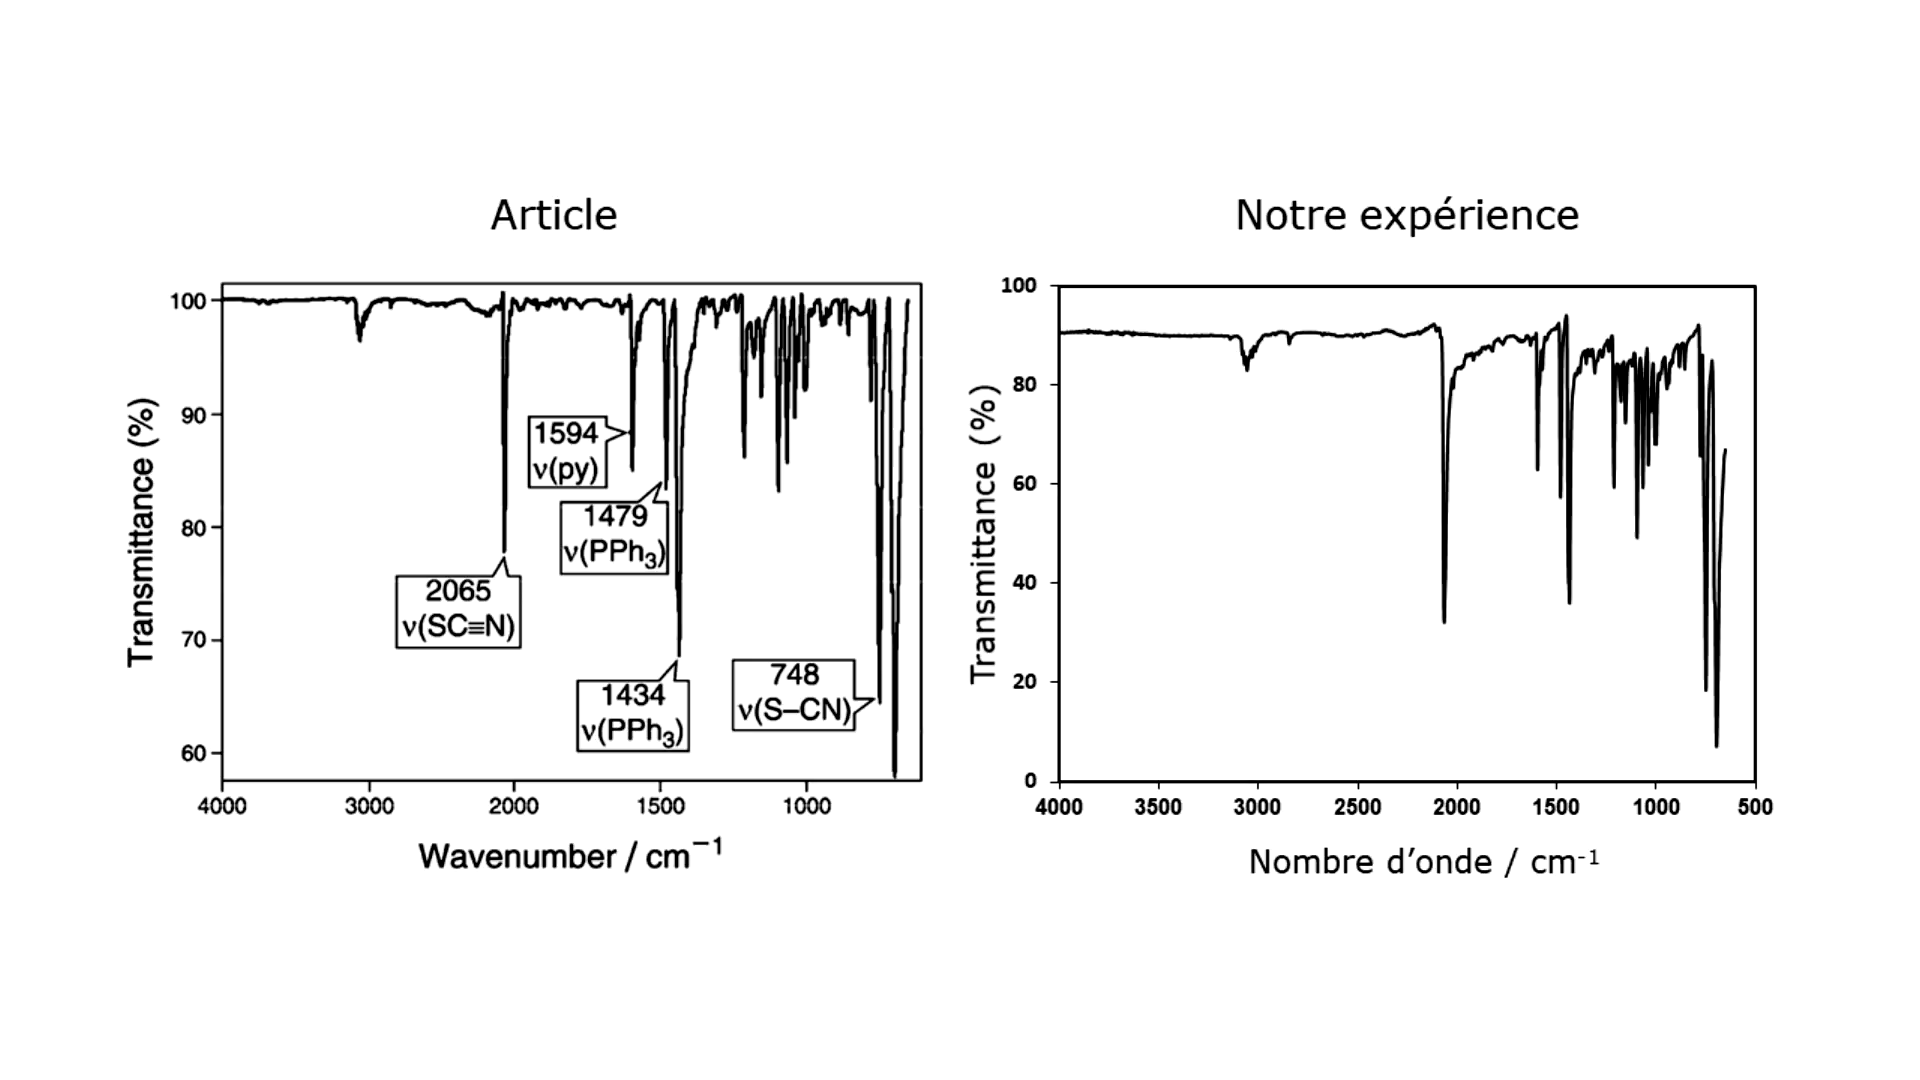 Article
100
90
80
70
60
Transmittance (%)
1594
ν(py)
1479
ν(PPh₃)
2065
ν(SC≡N)
1434
ν(PPh₃)
748
ν(S–CN)
4000 3000 2000 1500 1000
Wavenumber / cm⁻¹
Notre expérience
100
80
60
40
20
0
Transmittance (%)
4000 3500 3000 2500 2000 1500 1000 500
Nombre d’onde / cm⁻¹